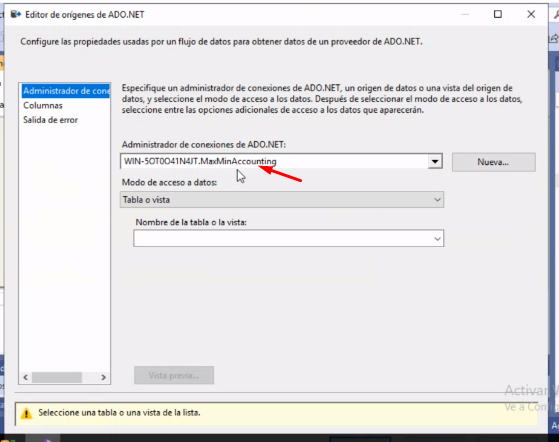 Editor de orígenes de ADO.NET
Configure las propiedades usadas por un flujo de datos para obtener datos de un proveedor de ADO.NET.
Administrador de cone
Columnas
Salida de error
Especifique un administrador de conexiones de ADO.NET, un origen de datos o una vista del origen de
datos, y seleccione el modo de acceso a los datos. Después de seleccionar el modo de acceso a los datos,
seleccione entre las opciones adicionales de acceso a los datos que aparecerán.
Administrador de conexiones de ADO.NET:
WIN-5OT0O41N4JT.MaxMinAccounting
Nueva...
Modo de acceso a datos:
Tabla o vista
Nombre de la tabla o la vista:
Vista previa...
Activar
Ve a Con
Seleccione una tabla o una vista de la lista.